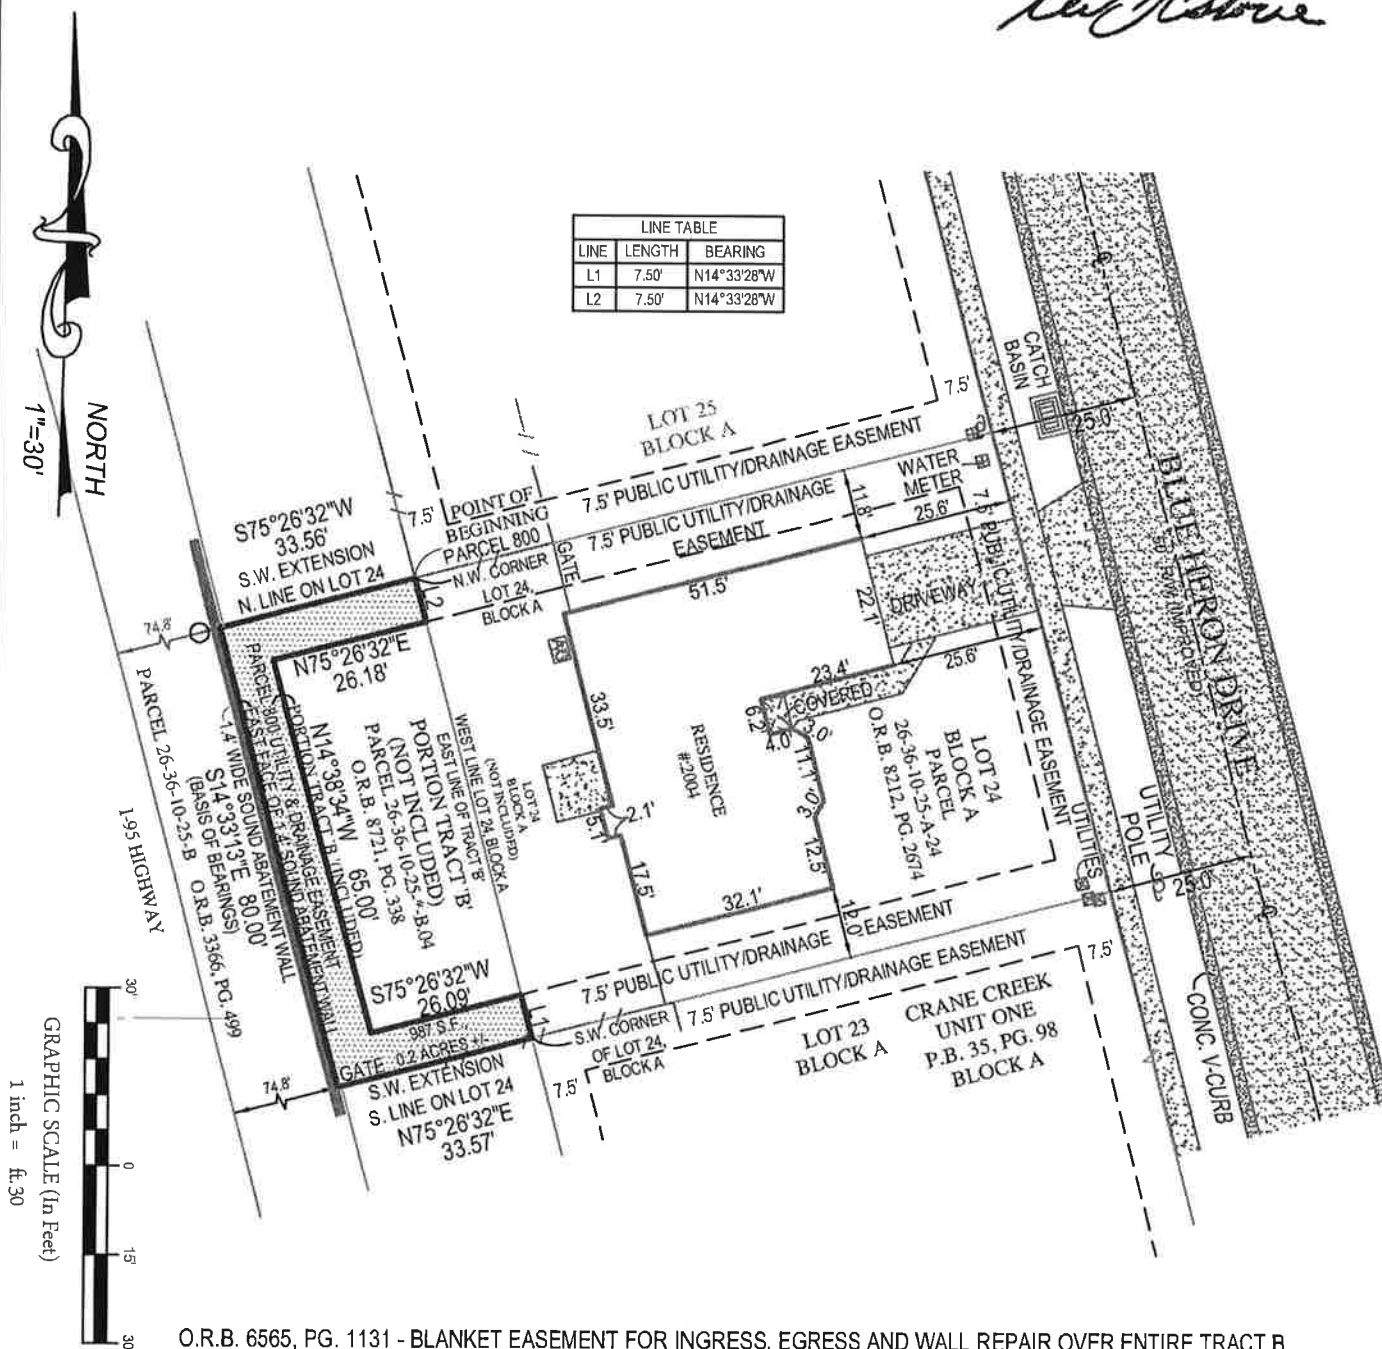 LINE TABLE
LINE LENGTH BEARING
L1 7.50' N14°33'28"W
L2 7.50' N14°33'28"W
NORTH
1"=30'
CATCH
BASIN
25.0'
BLUE HERON DRIVE
50' R/W (IMPROVED)
LOT 25
BLOCK A
7.5'
7.5' PUBLIC UTILITY/DRAINAGE EASEMENT
WATER
METER
7.5' PUBLIC UTILITY/DRAINAGE
EASEMENT
11.8'
25.6'
7.5' PUBLIC UTILITY/DRAINAGE EASEMENT
7.5'
POINT OF
BEGINNING
PARCEL 800
N.W. CORNER
LOT 24,
BLOCK A
GATE
S75°26'32"W
33.56'
S.W. EXTENSION
N. LINE ON LOT 24
L2
74.8'
N75°26'32"E
26.18'
51.5'
22.1'
DRIVEWAY
25.6'
23.4'
COVERED
6.2'
4.0'
3.0'
11.1'
12.5'
A/C
33.5'
RESIDENCE
#:2004
2.1'
5.1'
17.5'
32.1'
12.0'
LOT 24
BLOCK A
PARCEL
26-36-10-25-A-24
O.R.B. 8212, PG. 2674
LOT 24
BLOCK A
(NOT INCLUDED)
WEST LINE LOT 24 BLOCK A
EAST LINE OF TRACT 'B'
PORTION TRACT 'B'
(NOT INCLUDED)
PARCEL 26-36-10-25-*-B.04
O.R.B. 8721, PG. 338
N14°38'34"W 65.00'
PORTION TRACT 'B' (INCLUDED)
PARCEL 800 UTILITY & DRAINAGE EASEMENT
EAST FACE OF 1.4' SOUND ABATEMENT WALL
1.4' WIDE SOUND ABATEMENT WALL
S14°33'13"E 80.00'
(BASIS OF BEARINGS)
PARCEL 26-36-10-25-B O.R.B. 3366, PG. 499
I-95 HIGHWAY
S75°26'32"W
26.09'
987 S.F.,
0.2 ACRES +/-
GATE
L1
S.W. EXTENSION
S. LINE ON LOT 24
N75°26'32"E
33.57'
74.8'
S.W. CORNER
OF LOT 24,
BLOCK A
7.5'
7.5' PUBLIC UTILITY/DRAINAGE EASEMENT
7.5' PUBLIC UTILITY/DRAINAGE EASEMENT
7.5'
LOT 23
BLOCK A
CRANE CREEK
UNIT ONE
P.B. 35, PG. 98
BLOCK A
UTILITIES
UTILITY
POLE
25.0'
CONC. V-CURB
30'
0
15'
30
GRAPHIC SCALE (In Feet)
1 inch = ft.30
O.R.B. 6565, PG. 1131 - BLANKET EASEMENT FOR INGRESS, EGRESS AND WALL REPAIR OVER ENTIRE TRACT B